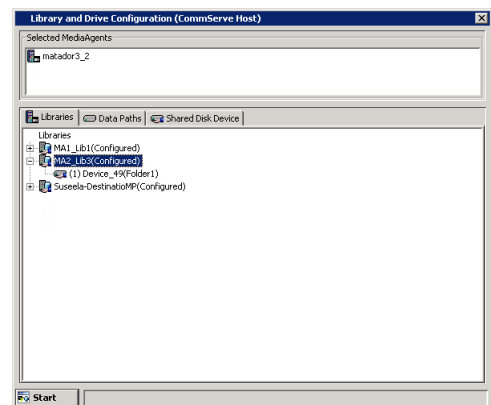 Library and Drive Configuration (CommServe Host)
Selected MediaAgents
matador3_2
Libraries Data Paths Shared Disk Device
Libraries
MA1_Lib1(Configured)
MA2_Lib3(Configured)
(1) Device_49(Folder1)
Suseela-DestinatioMP(Configured)
Start